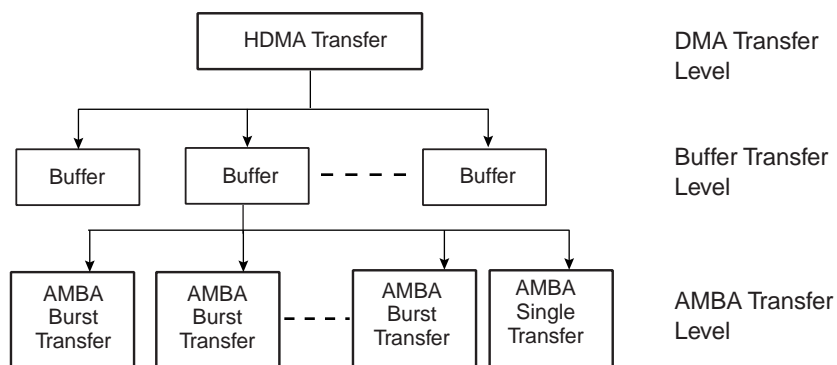 HDMA Transfer
DMA Transfer
Level
Buffer
Buffer
Buffer
Buffer Transfer
Level
AMBA
Burst
Transfer
AMBA
Burst
Transfer
AMBA
Burst
Transfer
AMBA
Single
Transfer
AMBA Transfer
Level